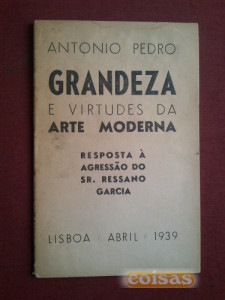 ANTONIO PEDRO
GRANDEZA
E VIRTUDES DA
ARTE MODERNA
RESPOSTA À
AGRESSÃO DO
SR. RESSANO
GARCIA
LISBOA / ABRIL / 1939
coisas